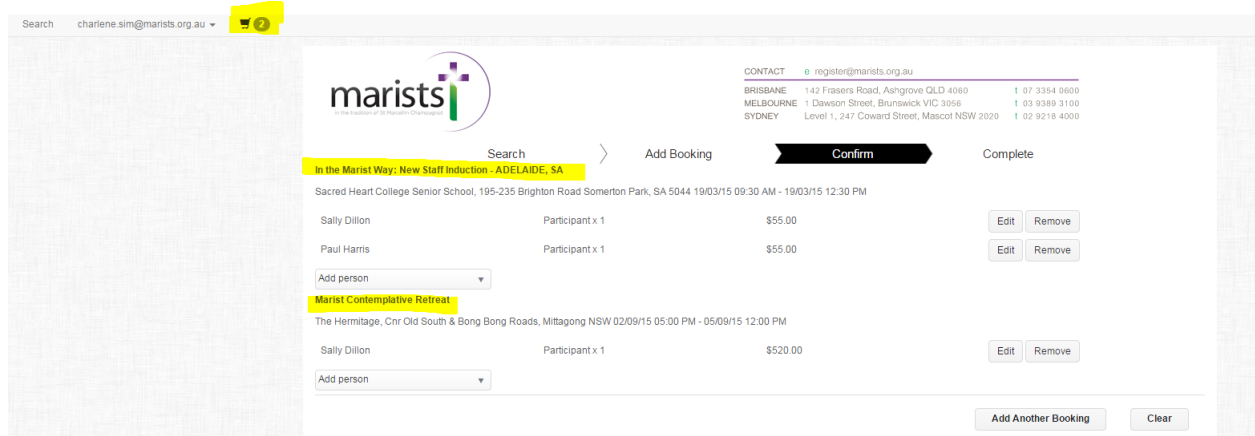 Search charlene.sim@marists.org.au 2
marists
in the tradition of St Marcellin Champagnat
CONTACT e register@marists.org.au
BRISBANE 142 Frasers Road, Ashgrove QLD 4060 t 07 3354 0600
MELBOURNE 1 Dawson Street, Brunswick VIC 3056 t 03 9389 3100
SYDNEY Level 1, 247 Coward Street, Mascot NSW 2020 t 02 9218 4000
Search Add Booking Confirm Complete
In the Marist Way: New Staff Induction - ADELAIDE, SA
Sacred Heart College Senior School, 195-235 Brighton Road Somerton Park, SA 5044 19/03/15 09:30 AM - 19/03/15 12:30 PM
Sally Dillon Participant x 1 $55.00 Edit Remove
Paul Harris Participant x 1 $55.00 Edit Remove
Add person
Marist Contemplative Retreat
The Hermitage, Cnr Old South & Bong Bong Roads, Mittagong NSW 02/09/15 05:00 PM - 05/09/15 12:00 PM
Sally Dillon Participant x 1 $520.00 Edit Remove
Add person
Add Another Booking Clear